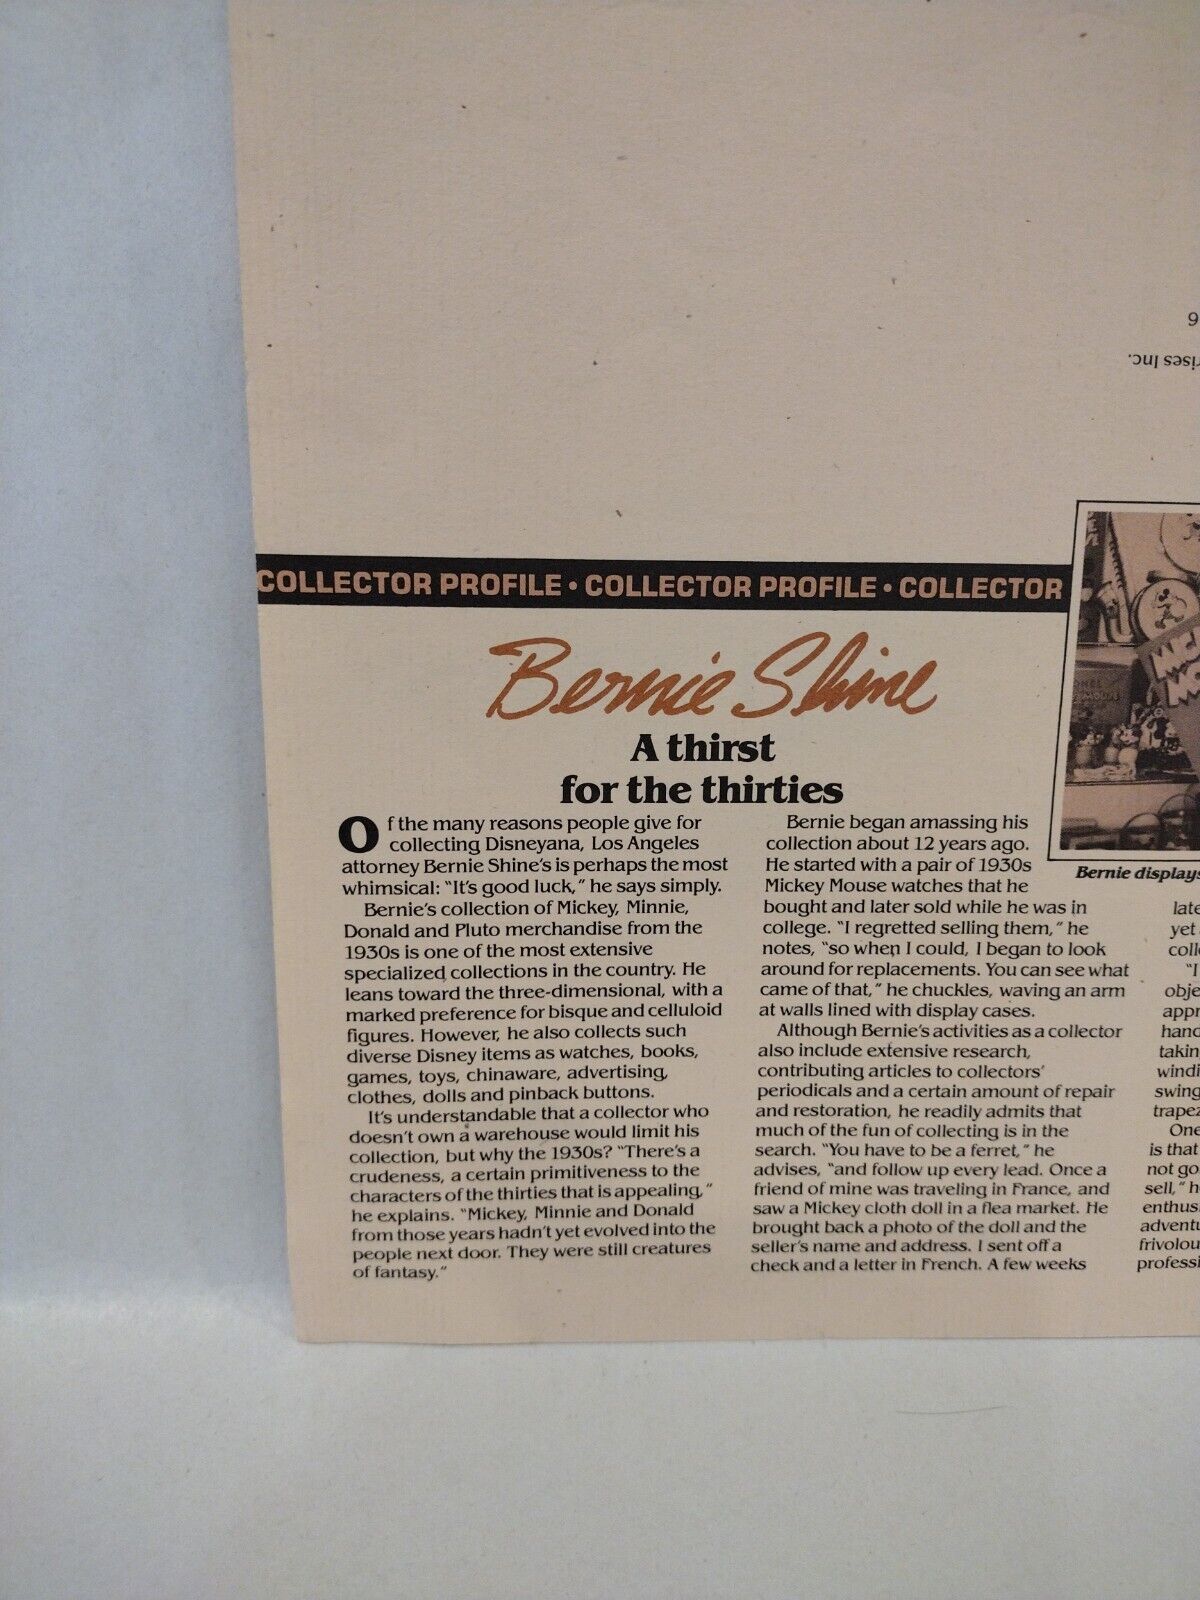 6
rises Inc.
COLLECTOR PROFILE • COLLECTOR PROFILE • COLLECTOR
Bernie Shine
A thirst
for the thirties
Of the many reasons people give for
collecting Disneyana, Los Angeles
attorney Bernie Shine's is perhaps the most
whimsical: "It's good luck," he says simply.
Bernie's collection of Mickey, Minnie,
Donald and Pluto merchandise from the
1930s is one of the most extensive
specialized collections in the country. He
leans toward the three-dimensional, with a
marked preference for bisque and celluloid
figures. However, he also collects such
diverse Disney items as watches, books,
games, toys, chinaware, advertising,
clothes, dolls and pinback buttons.
It's understandable that a collector who
doesn't own a warehouse would limit his
collection, but why the 1930s? "There's a
crudeness, a certain primitiveness to the
characters of the thirties that is appealing,"
he explains. "Mickey, Minnie and Donald
from those years hadn't yet evolved into the
people next door. They were still creatures
of fantasy."
Bernie began amassing his
collection about 12 years ago.
He started with a pair of 1930s
Mickey Mouse watches that he
bought and later sold while he was in
college. "I regretted selling them," he
notes, "so when I could, I began to look
around for replacements. You can see what
came of that," he chuckles, waving an arm
at walls lined with display cases.
Although Bernie's activities as a collector
also include extensive research,
contributing articles to collectors'
periodicals and a certain amount of repair
and restoration, he readily admits that
much of the fun of collecting is in the
search. "You have to be a ferret," he
advises, "and follow up every lead. Once a
friend of mine was traveling in France, and
saw a Mickey cloth doll in a flea market. He
brought back a photo of the doll and the
seller's name and address. I sent off a
check and a letter in French. A few weeks
Bernie displays
late
yet
coll
"I
obje
appr
hand
takin
windi
swing
trapez
One
is that
not go
sell," h
enthus
adventu
frivolou
professi